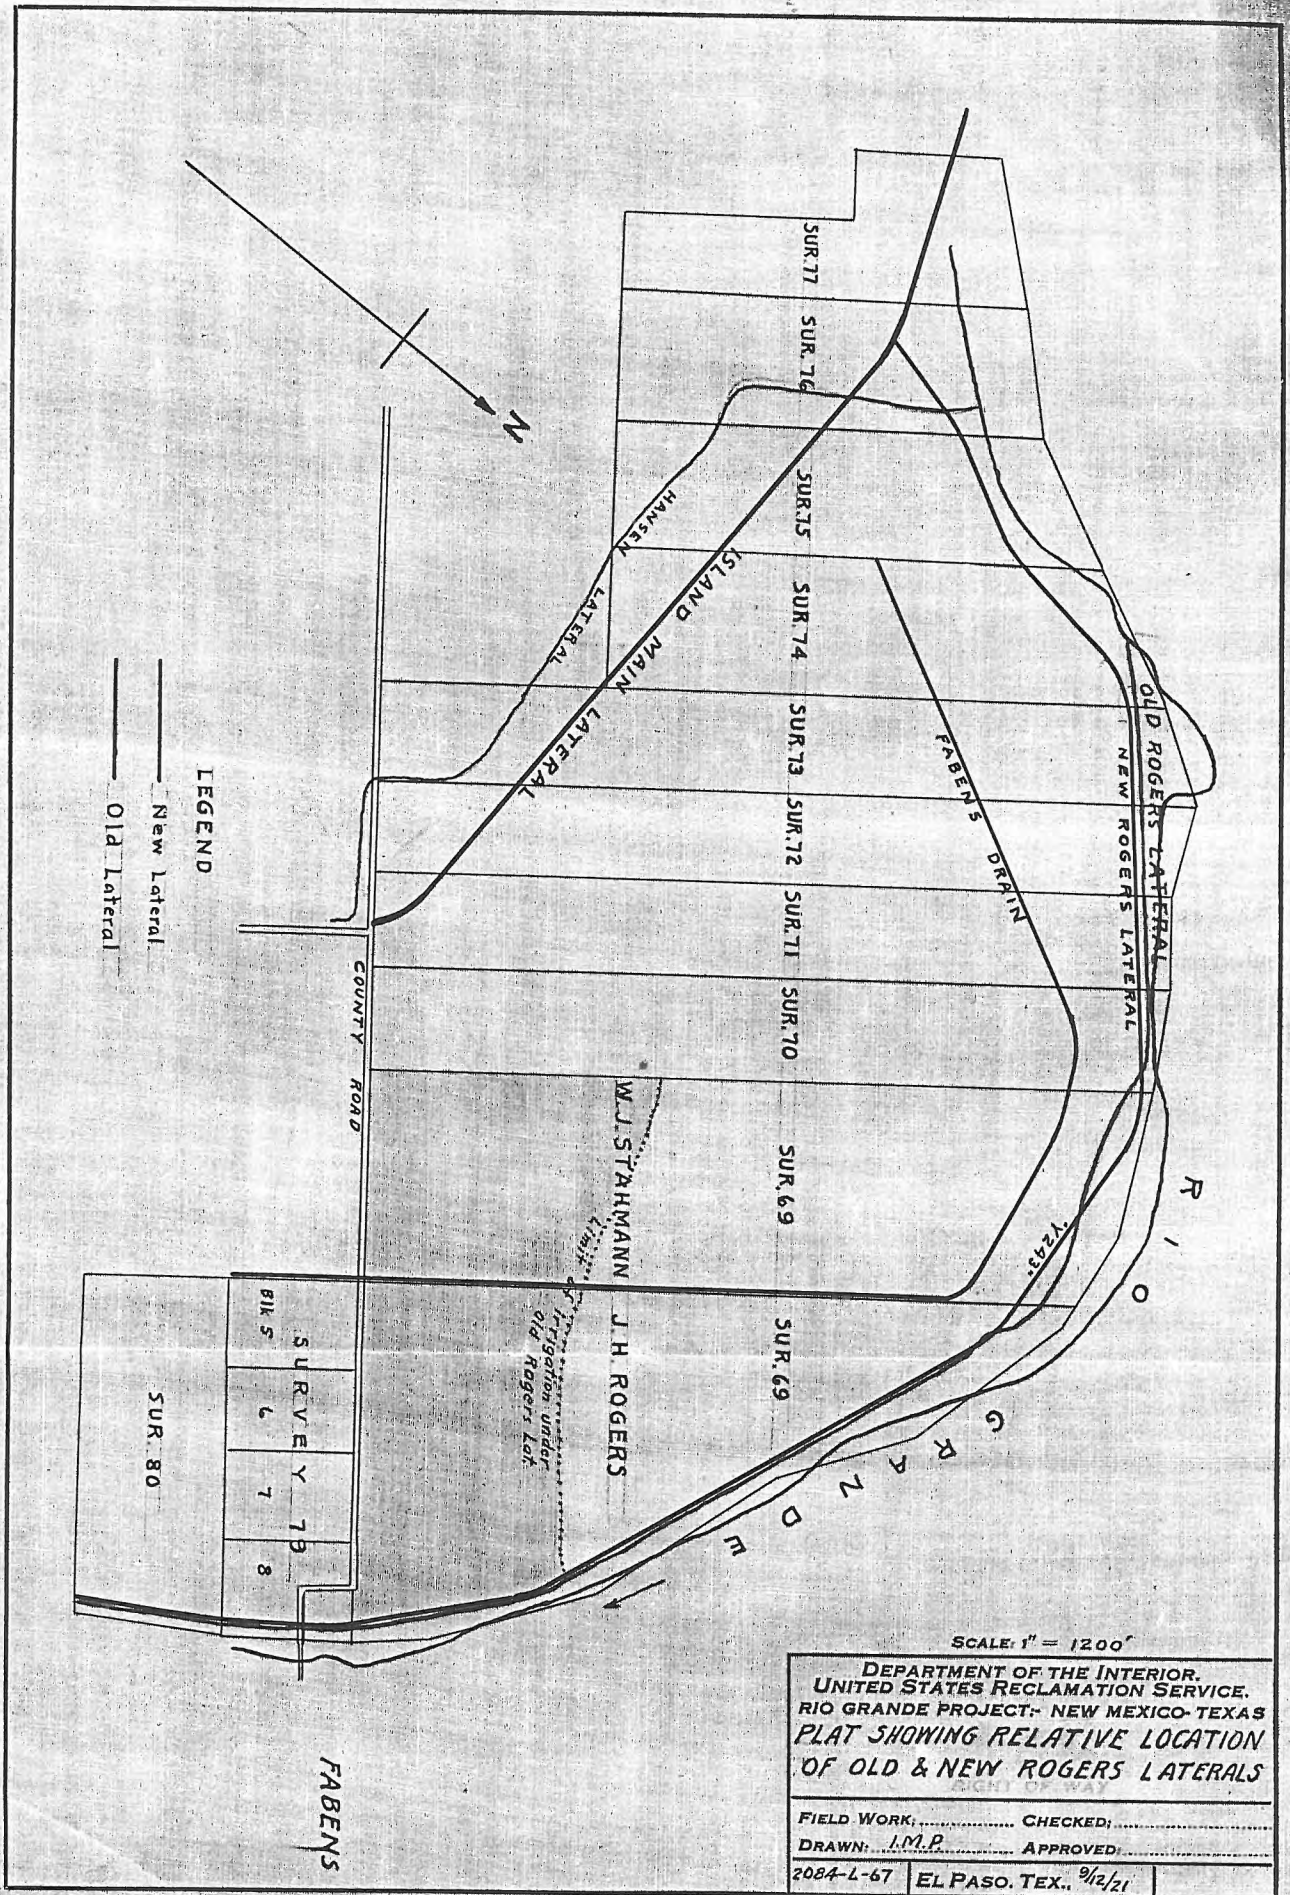 N
SUR.77
SUR.76
SUR.75
SUR.74
SUR.73
SUR.72
SUR.71
SUR.70
SUR.69
SUR.69
HANSEN LATERAL
ISLAND MAIN LATERAL
FABENS DRAIN
OLD ROGERS LATERAL
NEW ROGERS LATERAL
"Y243"
RIO GRANDE
COUNTY ROAD
W.J. STAHMANN
J.H. ROGERS
Limit of Irrigation under
Old Rogers Lat.
SURVEY 79
Blk 5
6
7
8
SUR. 80
LEGEND
New Lateral
Old Lateral
FABENS
SCALE: 1" = 1200'
DEPARTMENT OF THE INTERIOR.
UNITED STATES RECLAMATION SERVICE.
RIO GRANDE PROJECT:- NEW MEXICO-TEXAS
PLAT SHOWING RELATIVE LOCATION
OF OLD & NEW ROGERS LATERALS
RIGHT OF WAY
FIELD WORK: CHECKED:
DRAWN: I.M.P. APPROVED:
2084-L-67 EL PASO. TEX., 9/12/21